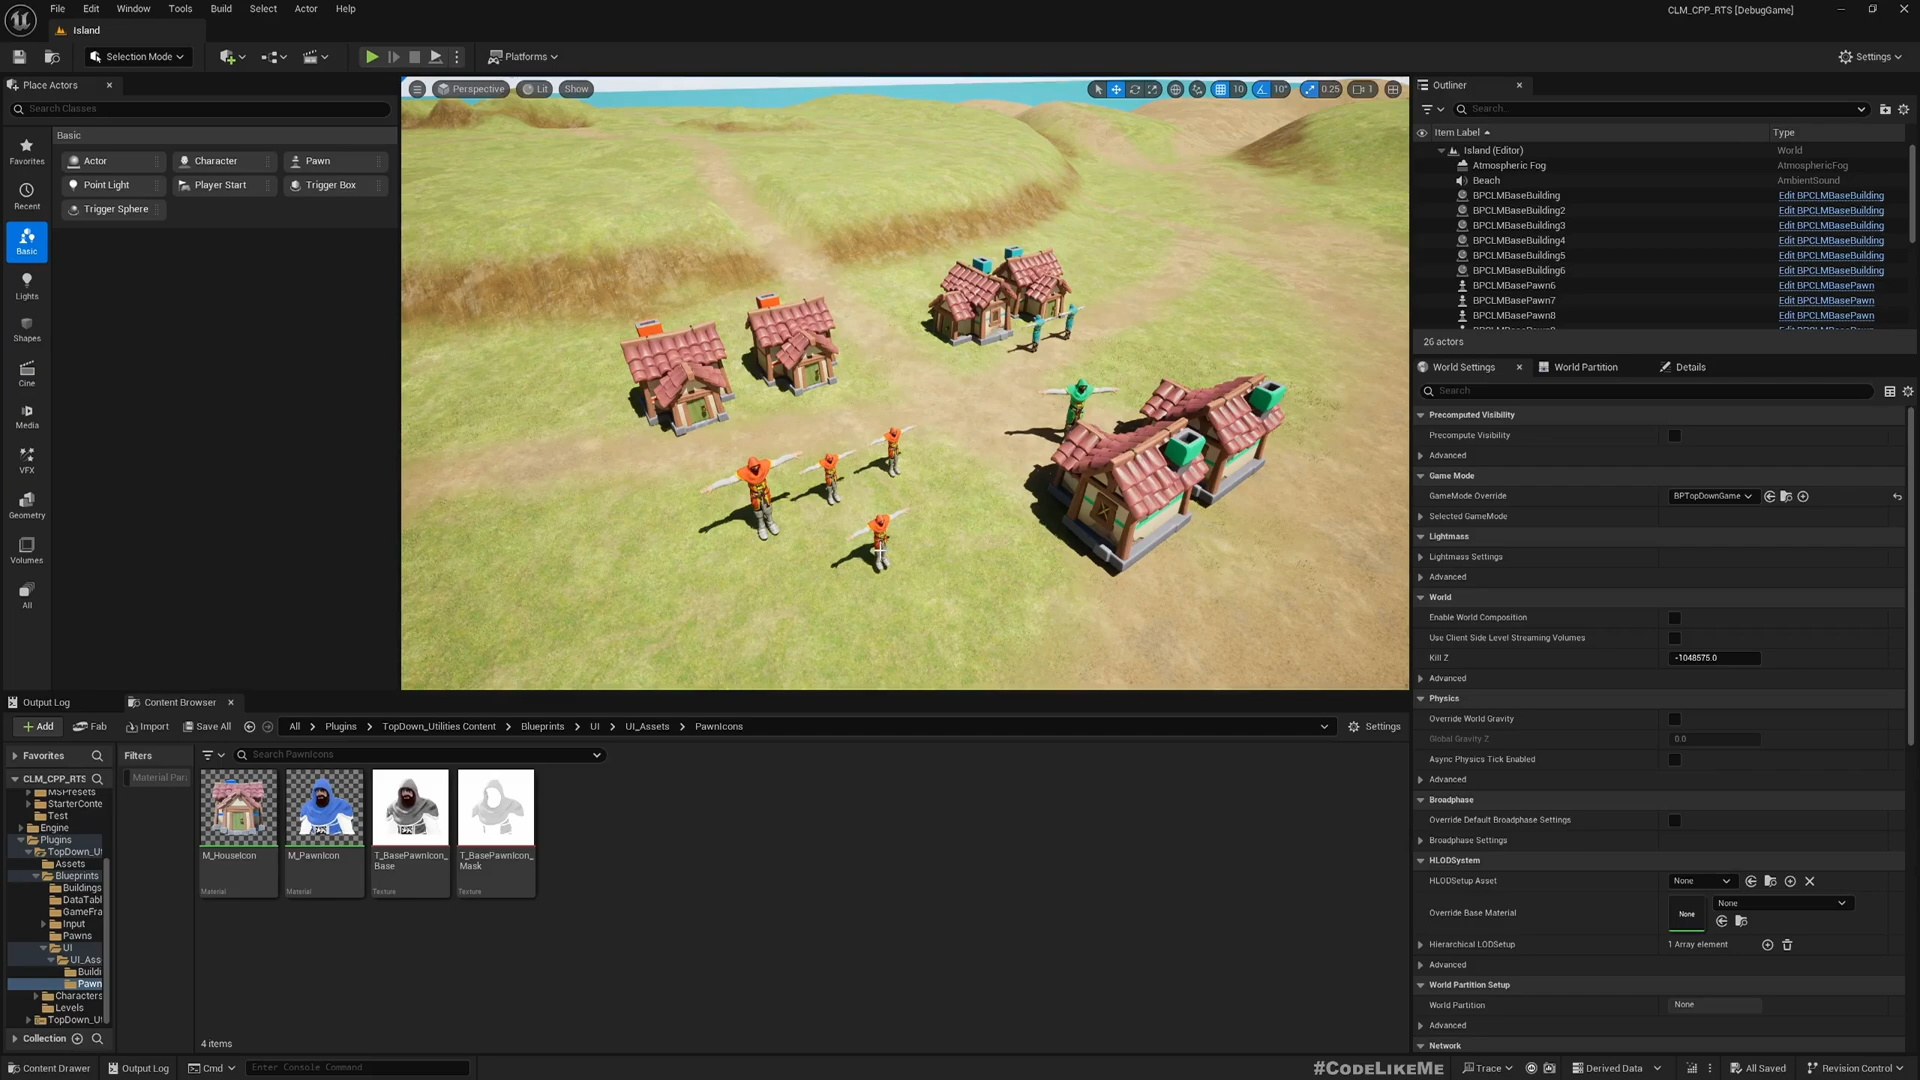 File Edit Window Tools Build Select Actor Help
CLM_CPP_RTS [DebugGame]
Island
Selection Mode
Platforms
Settings
Place Actors
Search Classes
Favorites
Recent
Basic
Lights
Shapes
Cine
Media
VFX
Geometry
Volumes
All
Basic
Actor Character Pawn
Point Light Player Start Trigger Box
Trigger Sphere
Perspective Lit Show
10 10° 0.25 1
Outliner
Search...
Item Label Type
Island (Editor) World
Atmospheric Fog AtmosphericFog
Beach AmbientSound
BPCLMBaseBuilding Edit BPCLMBaseBuilding
BPCLMBaseBuilding2 Edit BPCLMBaseBuilding
BPCLMBaseBuilding3 Edit BPCLMBaseBuilding
BPCLMBaseBuilding4 Edit BPCLMBaseBuilding
BPCLMBaseBuilding5 Edit BPCLMBaseBuilding
BPCLMBaseBuilding6 Edit BPCLMBaseBuilding
BPCLMBasePawn6 Edit BPCLMBasePawn
BPCLMBasePawn7 Edit BPCLMBasePawn
BPCLMBasePawn8 Edit BPCLMBasePawn
26 actors
World Settings World Partition Details
Search
Precomputed Visibility
Precompute Visibility
Advanced
Game Mode
GameMode Override BPTopDownGame
Selected GameMode
Lightmass
Lightmass Settings
Advanced
World
Enable World Composition
Use Client Side Level Streaming Volumes
Kill Z -1048575.0
Advanced
Physics
Override World Gravity
Global Gravity Z 0.0
Async Physics Tick Enabled
Advanced
Broadphase
Override Default Broadphase Settings
Broadphase Settings
HLODSystem
HLODSetup Asset None
Override Base Material None None
Hierarchical LODSetup 1 Array element
Advanced
World Partition Setup
World Partition None
Advanced
Network
Output Log Content Browser
Add Fab Import Save All All Plugins TopDown_Utilities Content Blueprints UI UI_Assets PawnIcons Settings
Favorites
CLM_CPP_RTS
MSPresets
StarterConte
Test
Engine
Plugins
TopDown_Ut
Assets
Blueprints
Buildings
DataTabl
GameFra
Input
Pawns
UI
UI_Ass
Buildi
Pawn
Characters
Levels
TopDown_Ut
Collection
Filters
Material Par
Search PawnIcons
M_HouseIcon
Material
M_PawnIcon
Material
T_BasePawnIcon_
Base
Texture
T_BasePawnIcon_
Mask
Texture
4 items
#CodeLikeMe
Content Drawer Output Log Cmd Enter Console Command Trace Derived Data All Saved Revision Control